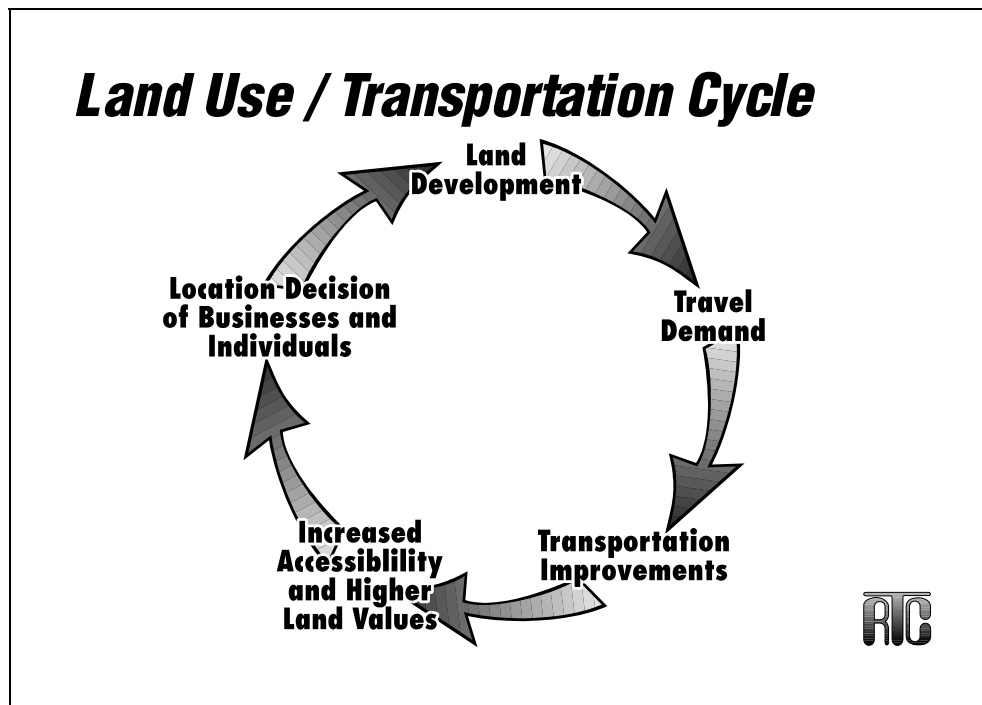 Land Use / Transportation Cycle
Land
Development
Travel
Demand
Transportation
Improvements
Increased
Accessiblility
and Higher
Land Values
Location Decision
of Businesses and
Individuals
RTC